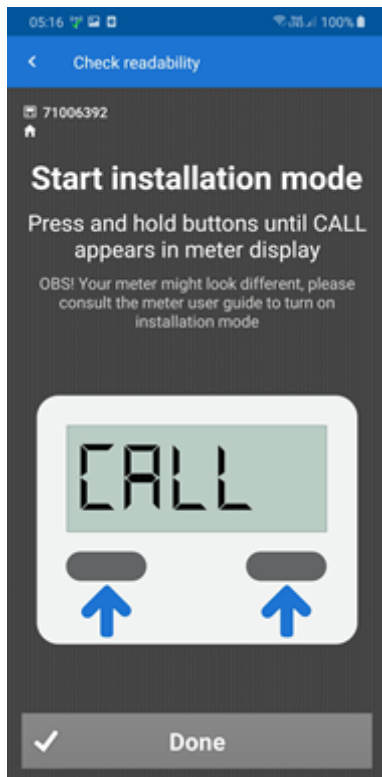 05:16 100%
Check readability
71006392
Start installation mode
Press and hold buttons until CALL
appears in meter display
OBS! Your meter might look different, please
consult the meter user guide to turn on
installation mode
CALL
Done